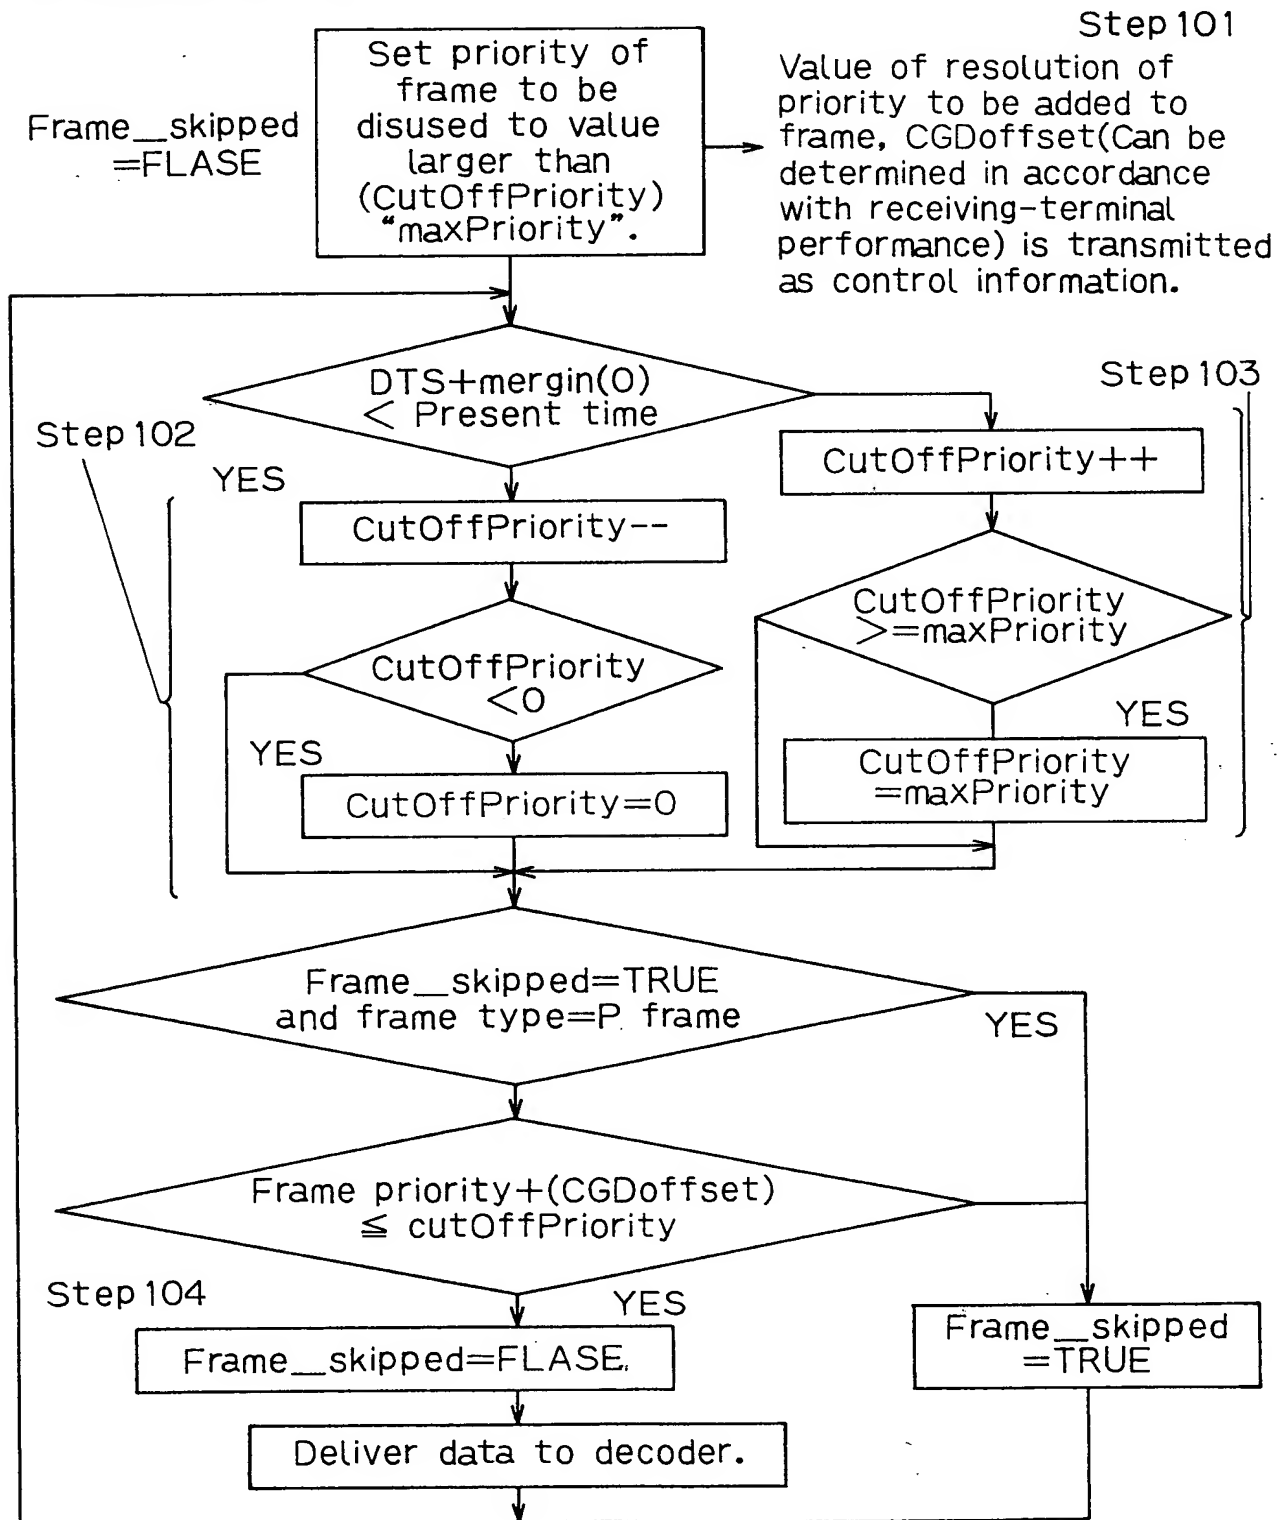 Step 101
Set priority of
frame to be
disused to value
larger than
(CutOffPriority)
“maxPriority”.
Frame__skipped
=FLASE
Value of resolution of
priority to be added to
frame, CGDoffset(Can be
determined in accordance
with receiving-terminal
performance) is transmitted
as control information.
DTS+mergin(0)
< Present time
Step 103
Step 102
YES
CutOffPriority++
CutOffPriority--
CutOffPriority
>=maxPriority
CutOffPriority
<0
YES
YES
CutOffPriority
=maxPriority
CutOffPriority=0
Frame__skipped=TRUE
and frame type=P frame
YES
Frame priority+(CGDoffset)
≦ cutOffPriority
Step 104
YES
Frame__skipped=FLASE.
Frame__skipped
=TRUE
Deliver data to decoder.